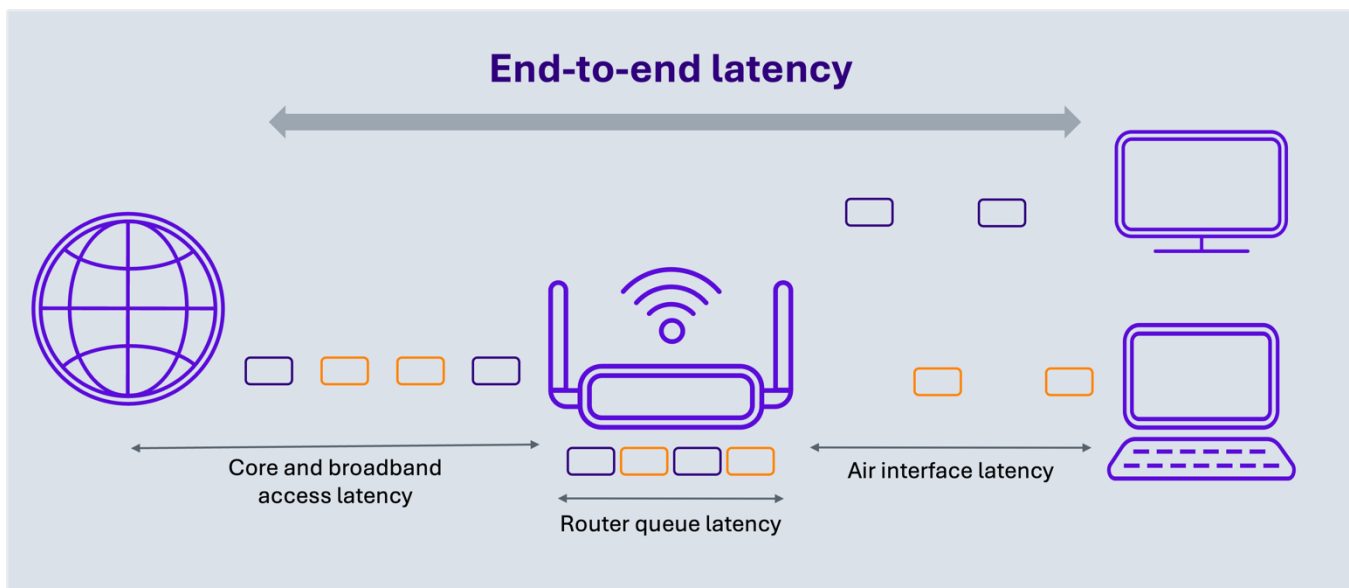 End-to-end latency
Core and broadband
access latency
Air interface latency
Router queue latency